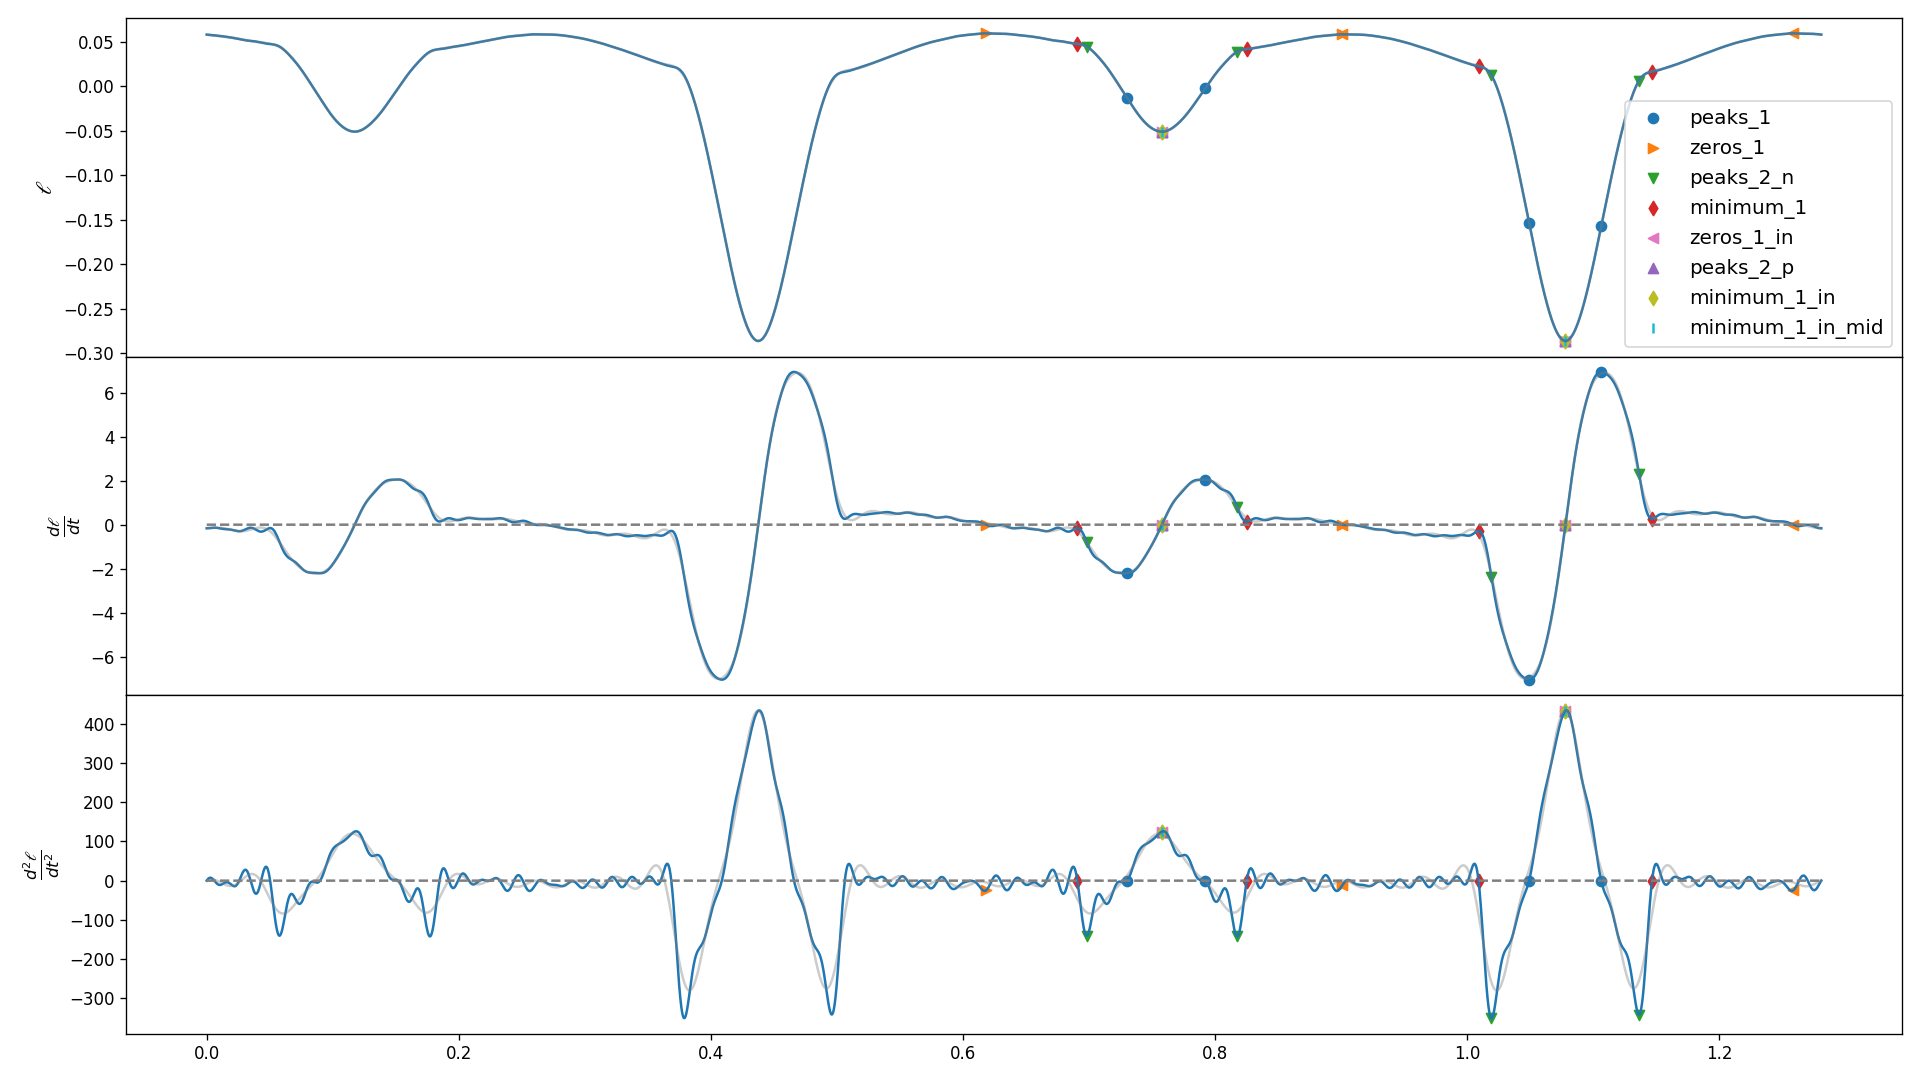 0.05
0.00
−0.05
−0.10
−0.15
−0.20
−0.25
−0.30
ℓ
peaks_1
zeros_1
peaks_2_n
minimum_1
zeros_1_in
peaks_2_p
minimum_1_in
minimum_1_in_mid
6
4
2
0
−2
−4
−6
dℓ
dt
400
300
200
100
0
−100
−200
−300
d²ℓ
dt²
0.0 0.2 0.4 0.6 0.8 1.0 1.2